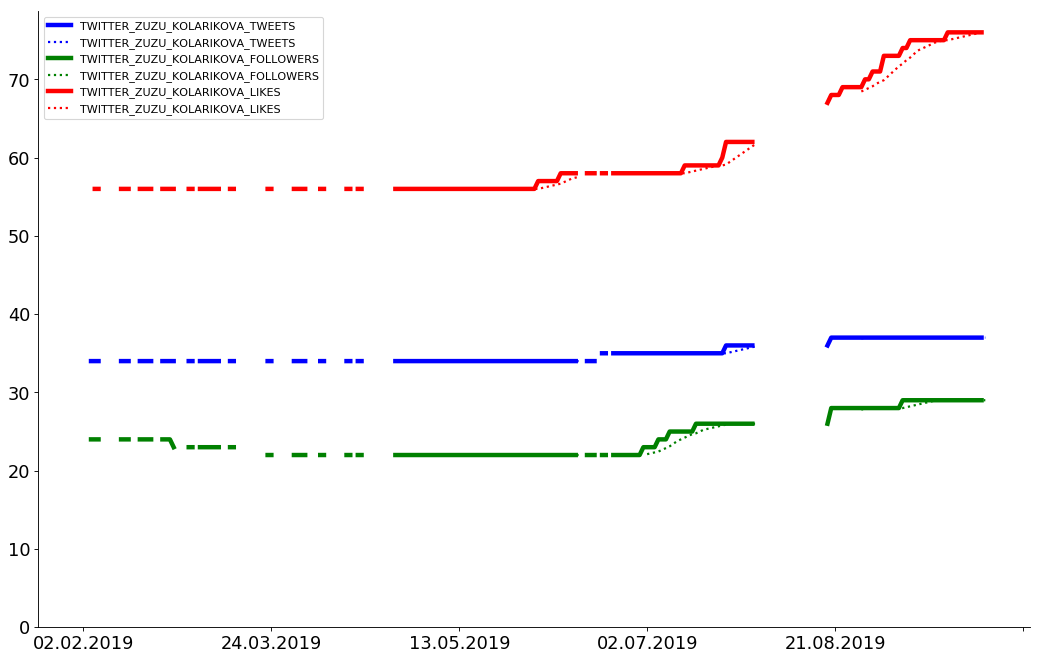 TWITTER_ZUZU_KOLARIKOVA_TWEETS
TWITTER_ZUZU_KOLARIKOVA_TWEETS
TWITTER_ZUZU_KOLARIKOVA_FOLLOWERS
TWITTER_ZUZU_KOLARIKOVA_FOLLOWERS
TWITTER_ZUZU_KOLARIKOVA_LIKES
TWITTER_ZUZU_KOLARIKOVA_LIKES
70
60
50
40
30
20
10
0
02.02.2019 24.03.2019 13.05.2019 02.07.2019 21.08.2019